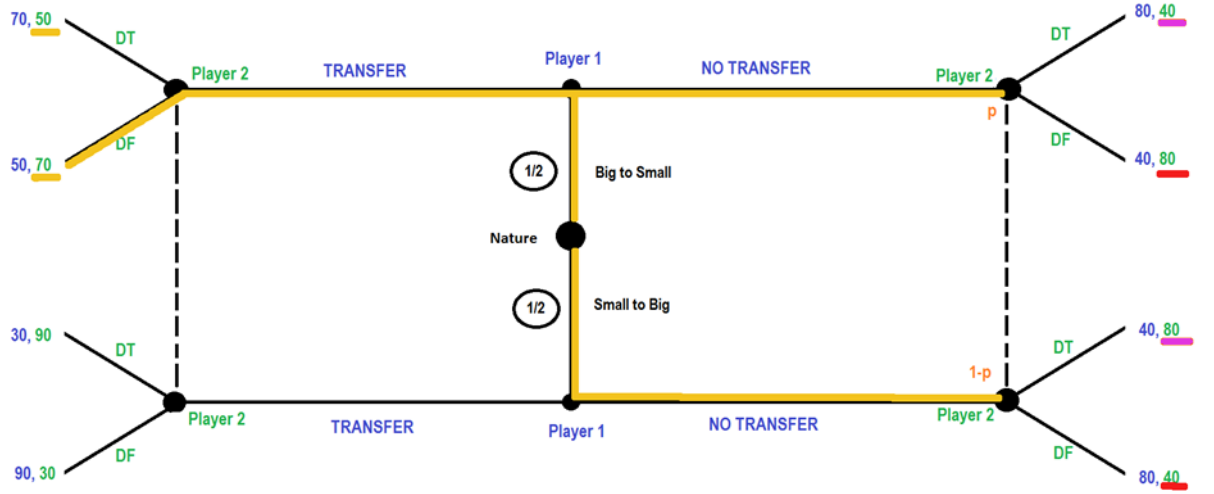 70, 50
DT
Player 2
TRANSFER
Player 1
NO TRANSFER
Player 2
80, 40
DT
p
50, 70
DF
DF
40, 80
1/2
Big to Small
Nature
1/2
Small to Big
30, 90
DT
Player 2
TRANSFER
Player 1
NO TRANSFER
1-p
Player 2
40, 80
DT
DF
90, 30
DF
80, 40